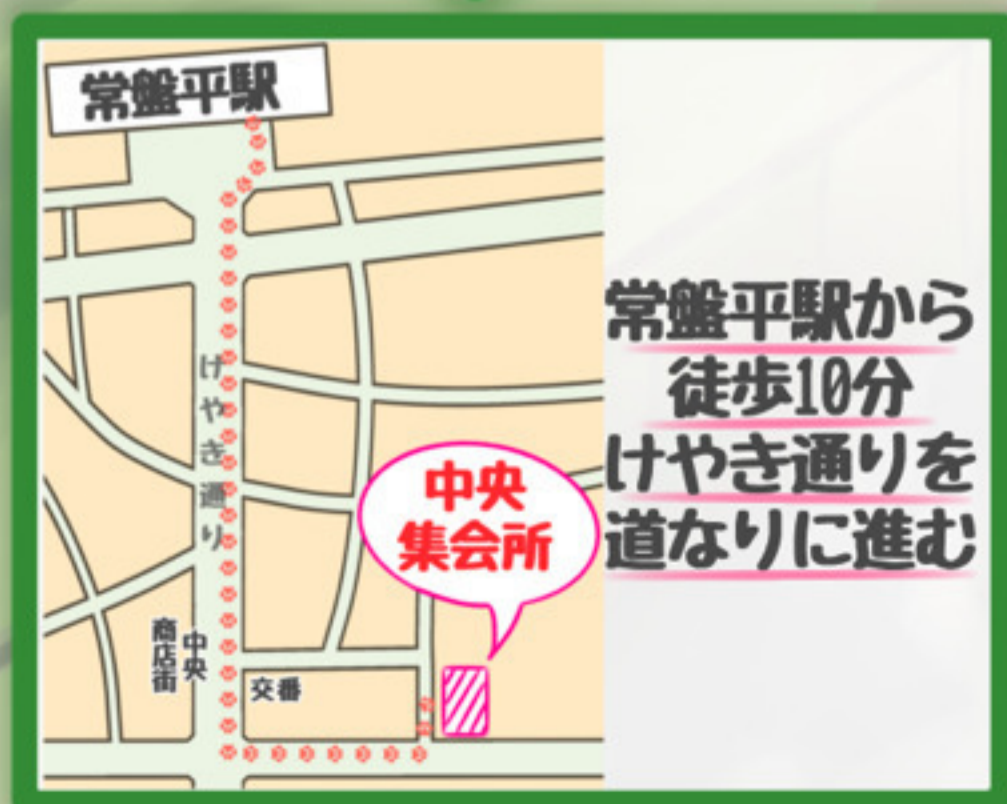 常盤平駅
けやき通り
中央
集会所
中央
商店街
交番
常盤平駅から
徒歩10分
けやき通りを
道なりに進む